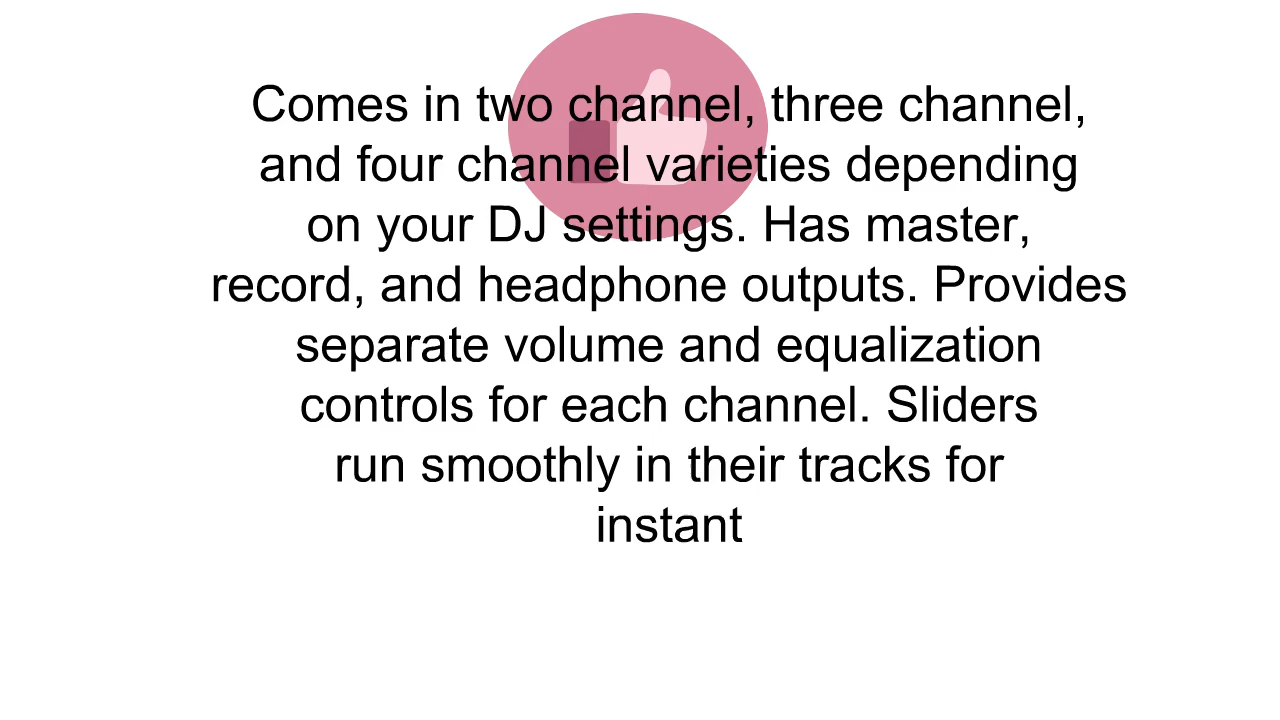 Comes in two channel, three channel,
and four channel varieties depending
on your DJ settings. Has master,
record, and headphone outputs. Provides
separate volume and equalization
controls for each channel. Sliders
run smoothly in their tracks for
instant